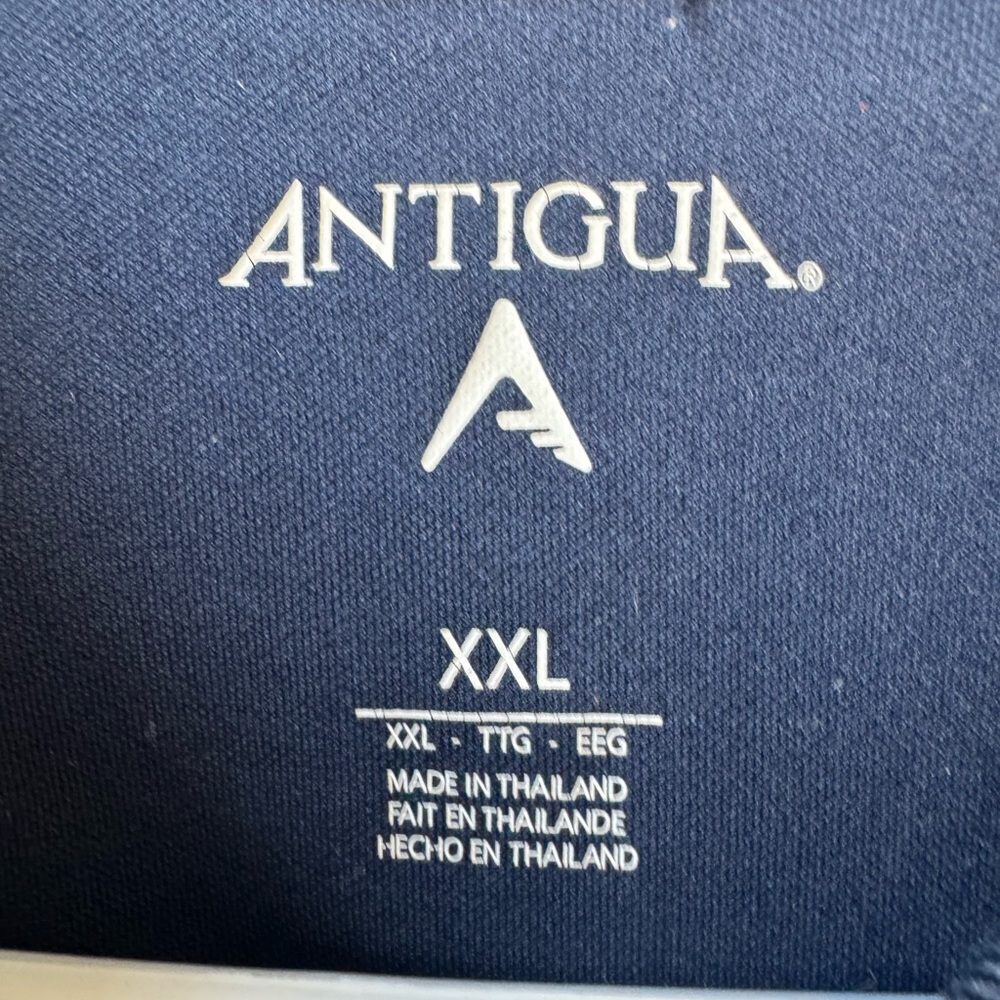 ANTIGUA®
XXL
XXL - TTG - EEG
MADE IN THAILAND
FAIT EN THAILANDE
HECHO EN THAILAND